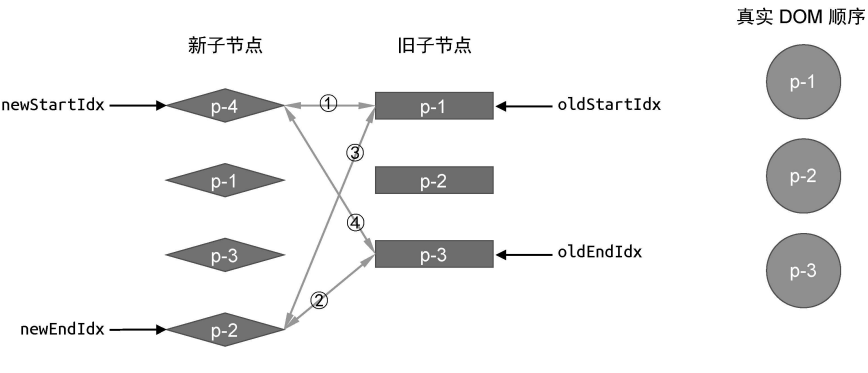 真实 DOM 顺序
新子节点 旧子节点
newStartIdx p-4 ① p-1 oldStartIdx p-1
③
p-1 p-2 p-2
④
p-3 p-3 oldEndIdx p-3
②
newEndIdx p-2